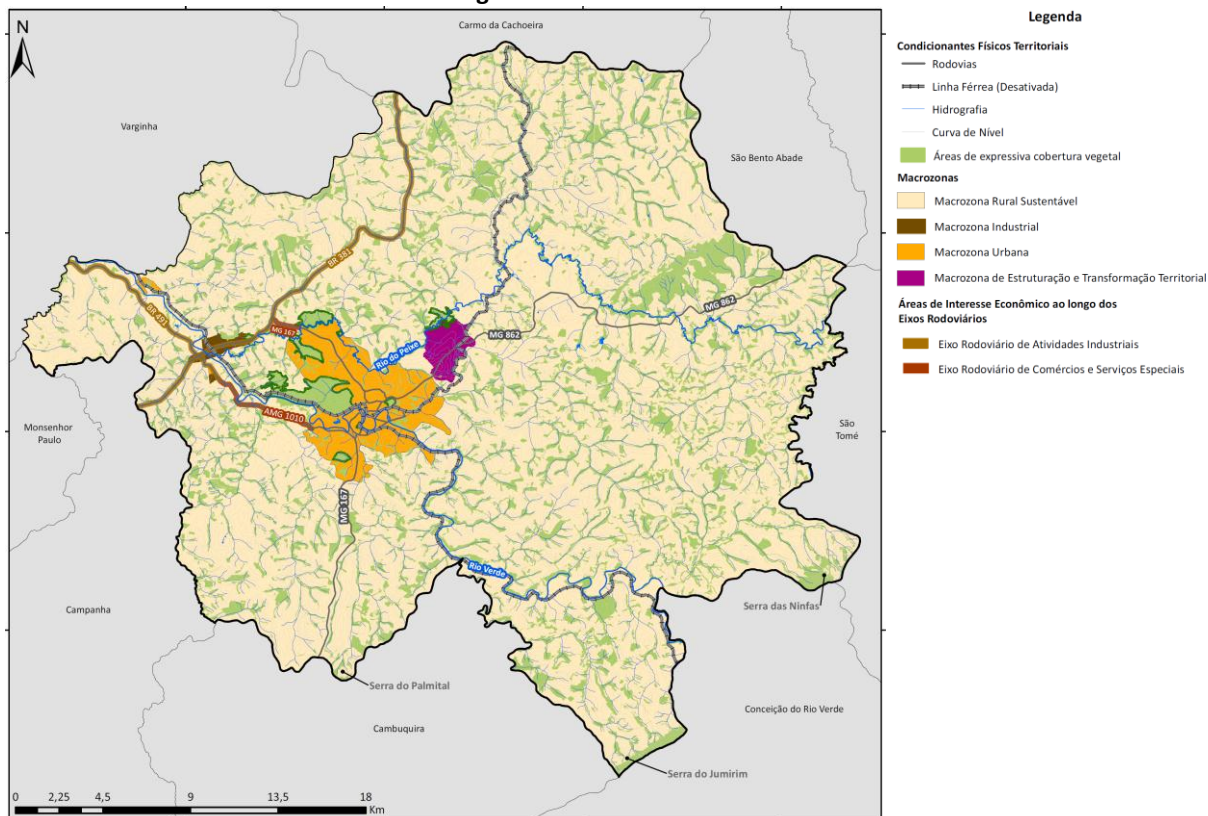 Carmo da Cachoeira
N
Varginha
São Bento Abade
BR 381
BR 491
MG 862
MG 167
MG 862
Rio do Peixe
AMG 1010
Monsenhor
Paulo
São
Tomé
MG 167
Rio Verde
Campanha
Serra das Ninfas
Serra do Palmital
Conceição do Rio Verde
Cambuquira
Serra do Jumirim
0 2,25 4,5 9 13,5 18
Km
Legenda
Condicionantes Físicos Territoriais
Rodovias
Linha Férrea (Desativada)
Hidrografia
Curva de Nível
Áreas de expressiva cobertura vegetal
Macrozonas
Macrozona Rural Sustentável
Macrozona Industrial
Macrozona Urbana
Macrozona de Estruturação e Transformação Territorial
Áreas de Interesse Econômico ao longo dos
Eixos Rodoviários
Eixo Rodoviário de Atividades Industriais
Eixo Rodoviário de Comércios e Serviços Especiais